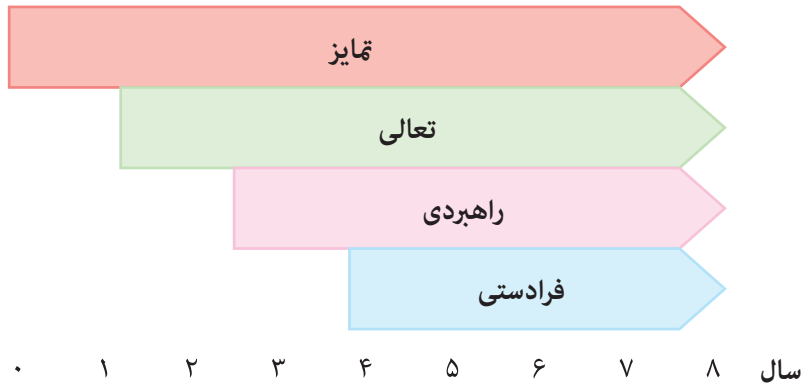 تمایز
تعالی
راهبردی
فرادستی
۰ ۱ ۲ ۳ ۴ ۵ ۶ ۷ ۸ سال